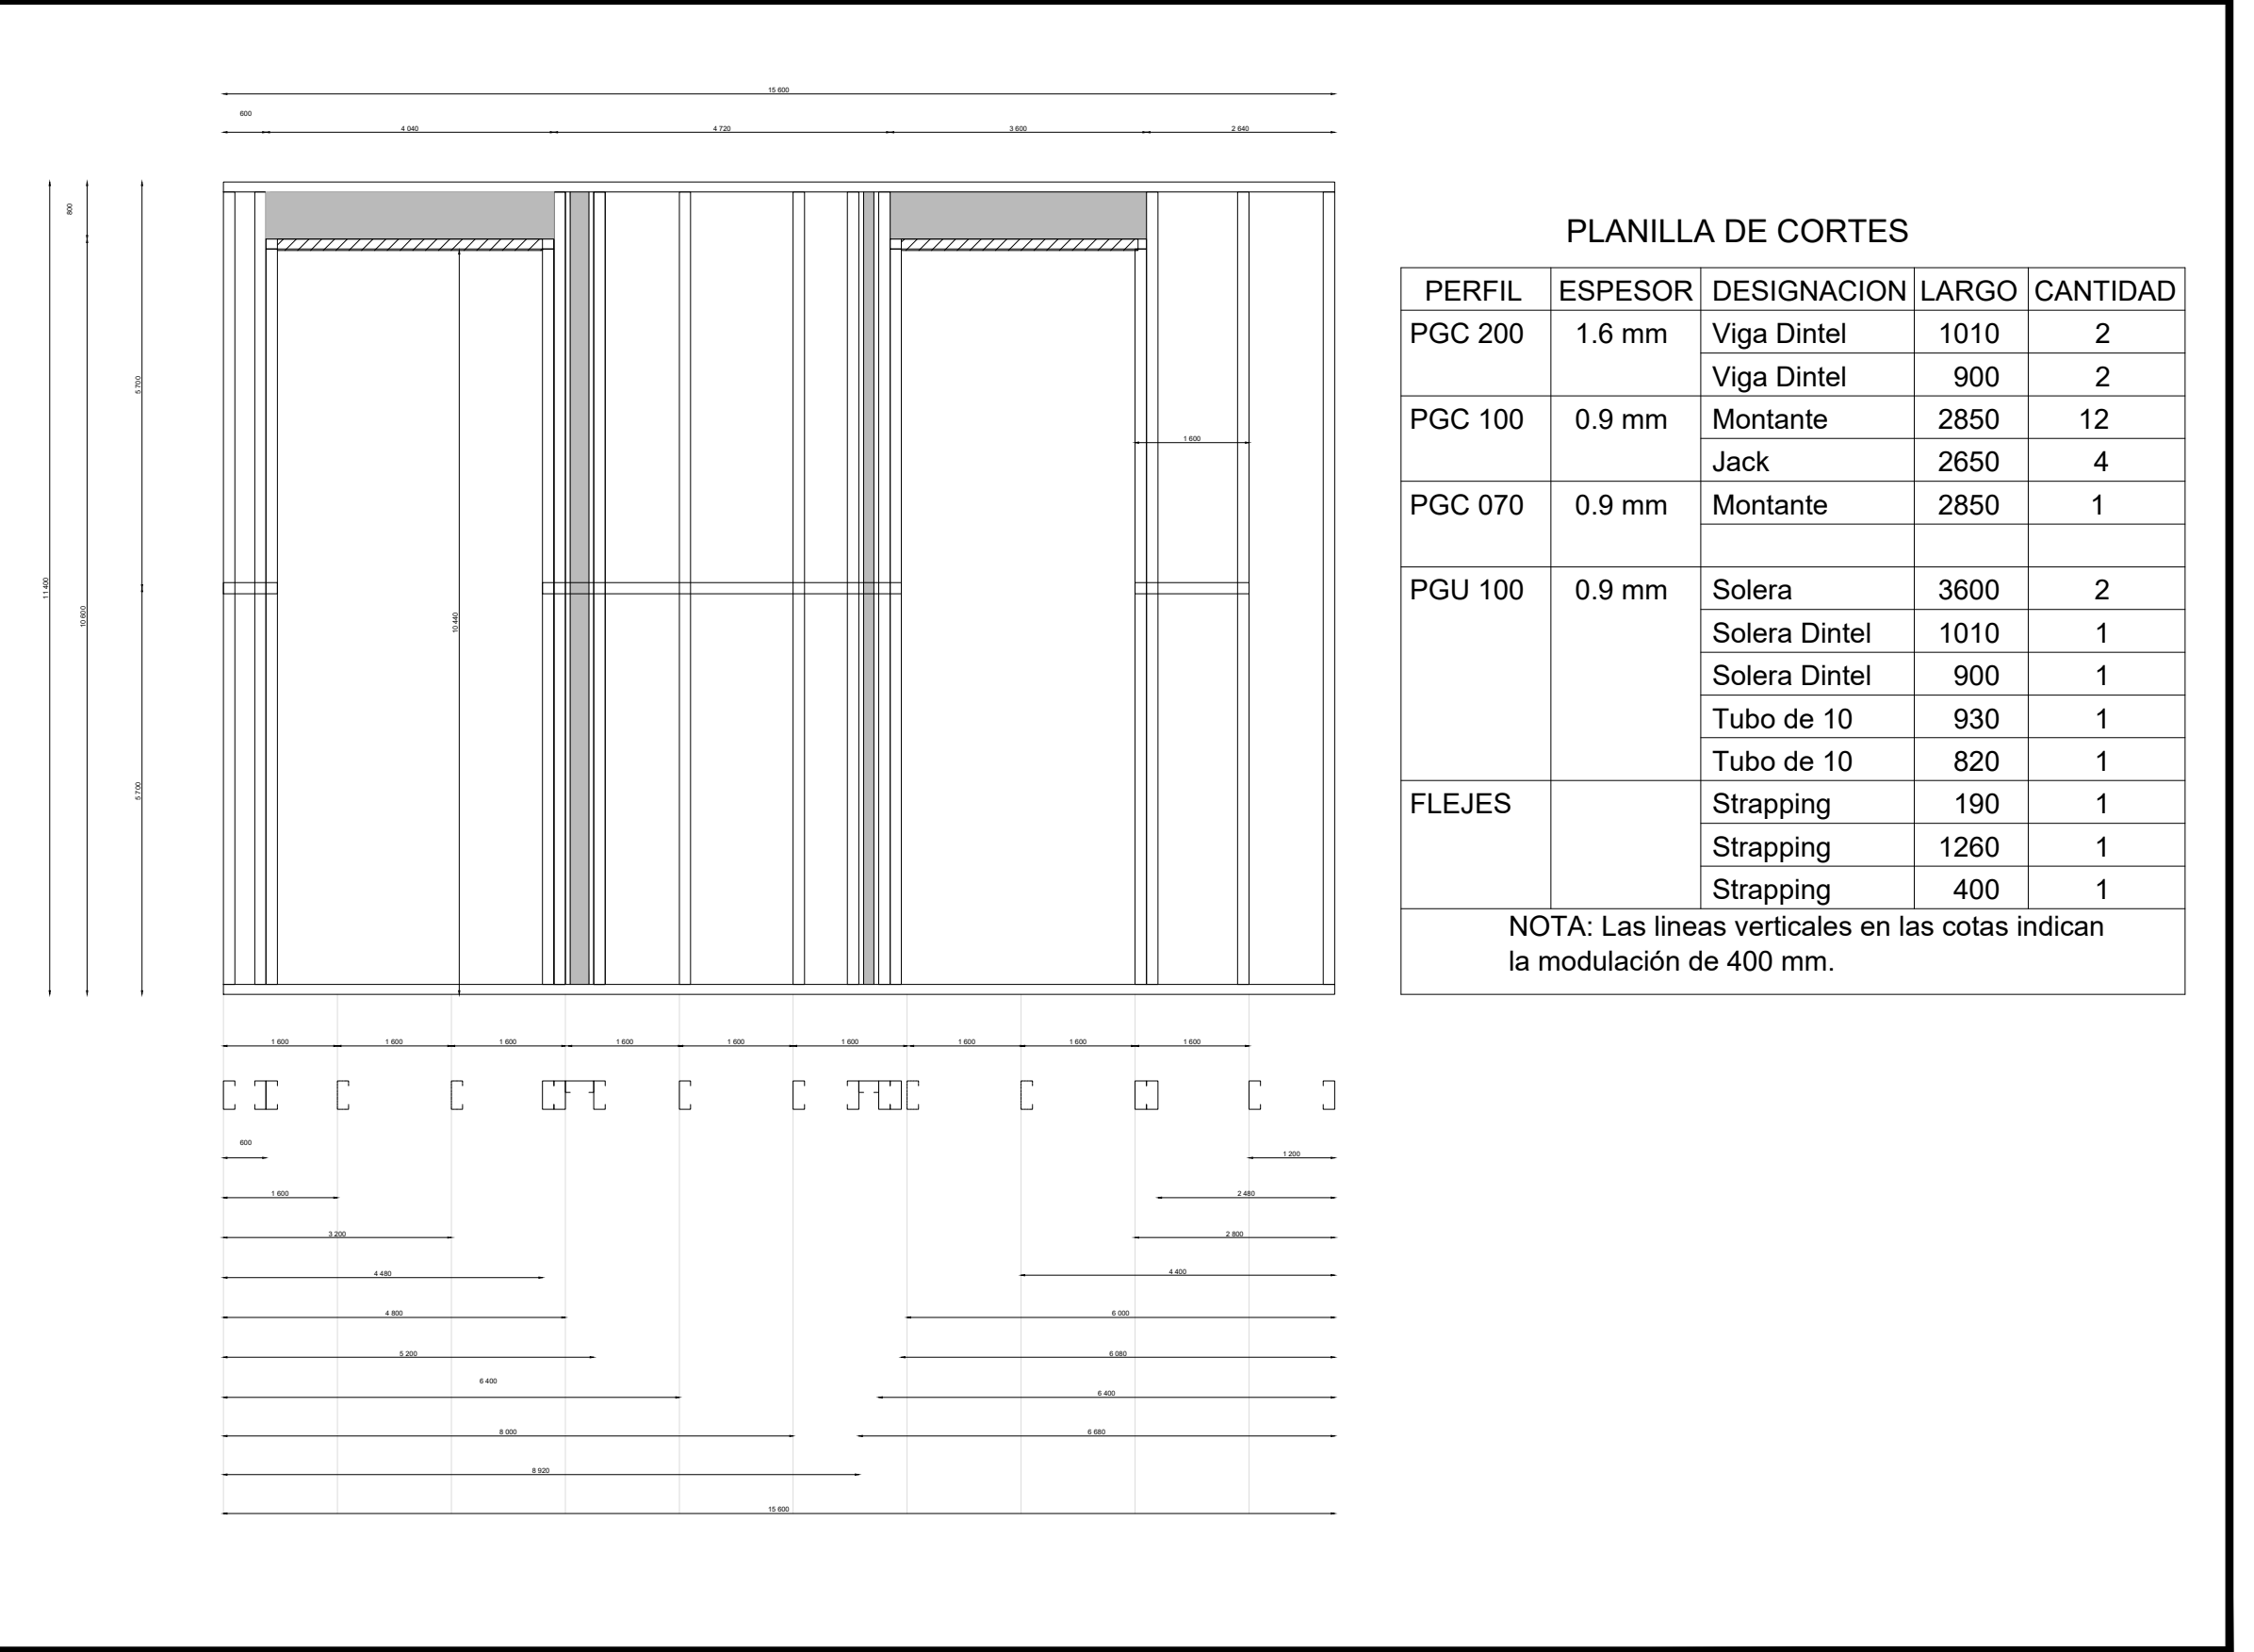 15 600
600
4 040
4 720
3 600
2 640
800
5 700
1 600
11 400
10 600
10 440
5 700
1 600
1 600
1 600
1 600
1 600
1 600
1 600
1 600
1 600
600
1 200
1 600
2 480
3 200
2 800
4 480
4 400
4 800
6 000
5 200
6 080
6 400
6 400
8 000
6 680
8 920
15 600
PLANILLA DE CORTES
PERFIL ESPESOR DESIGNACION LARGO CANTIDAD
PGC 200 1.6 mm Viga Dintel 1010 2
Viga Dintel 900 2
PGC 100 0.9 mm Montante 2850 12
Jack 2650 4
PGC 070 0.9 mm Montante 2850 1
PGU 100 0.9 mm Solera 3600 2
Solera Dintel 1010 1
Solera Dintel 900 1
Tubo de 10 930 1
Tubo de 10 820 1
FLEJES Strapping 190 1
Strapping 1260 1
Strapping 400 1
NOTA: Las lineas verticales en las cotas indican
la modulación de 400 mm.